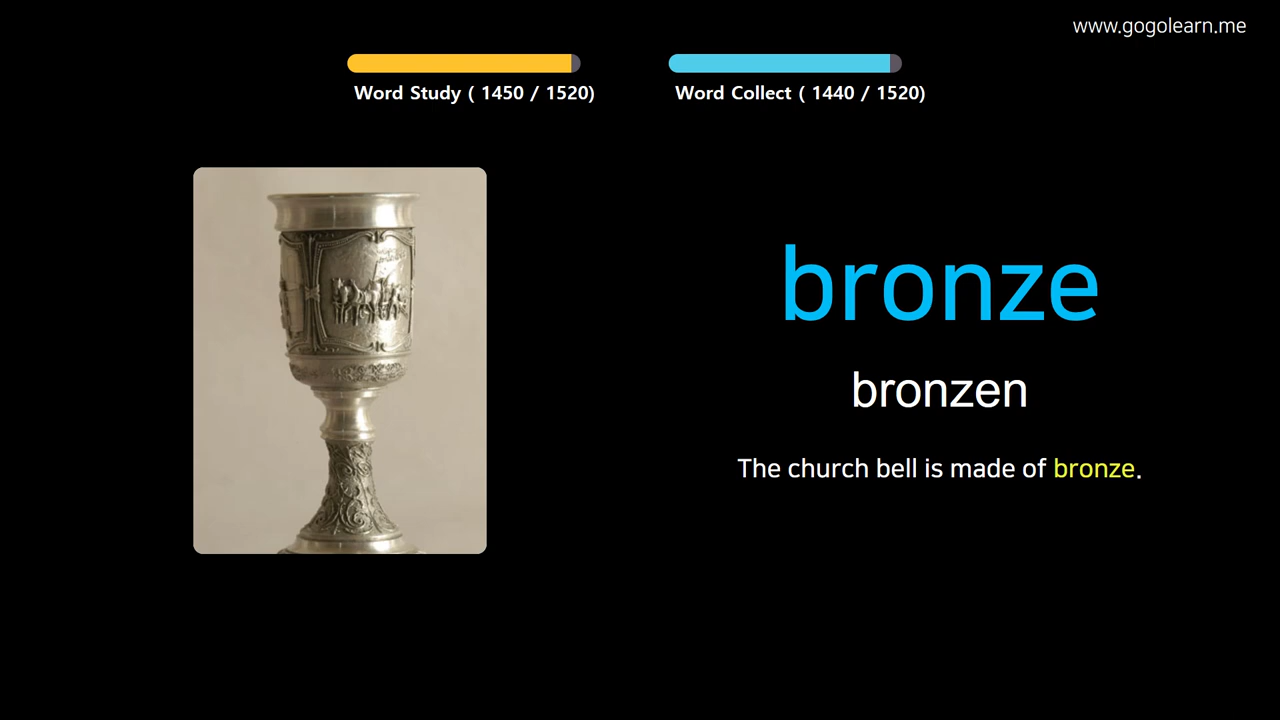 www.gogolearn.me
Word Study ( 1450 / 1520)
Word Collect ( 1440 / 1520)
bronze
bronzen
The church bell is made of bronze.